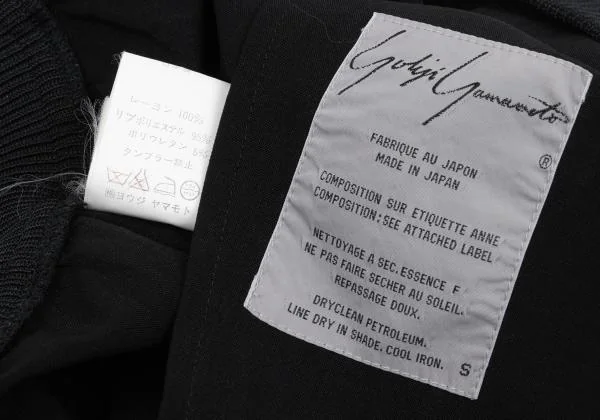 レーヨン 100%
リブポリエステル 95%
ポリウレタン 5%
タンブラー禁止
㈱ヨウジ ヤマモト
Yohji Yamamoto
®
FABRIQUE AU JAPON
MADE IN JAPAN
COMPOSITION SUR ETIQUETTE ANNE
COMPOSITION:SEE ATTACHED LABEL
NETTOYAGE A SEC.ESSENCE F
NE PAS FAIRE SECHER AU SOLEIL.
REPASSAGE DOUX.
DRYCLEAN PETROLEUM.
LINE DRY IN SHADE. COOL IRON.
S